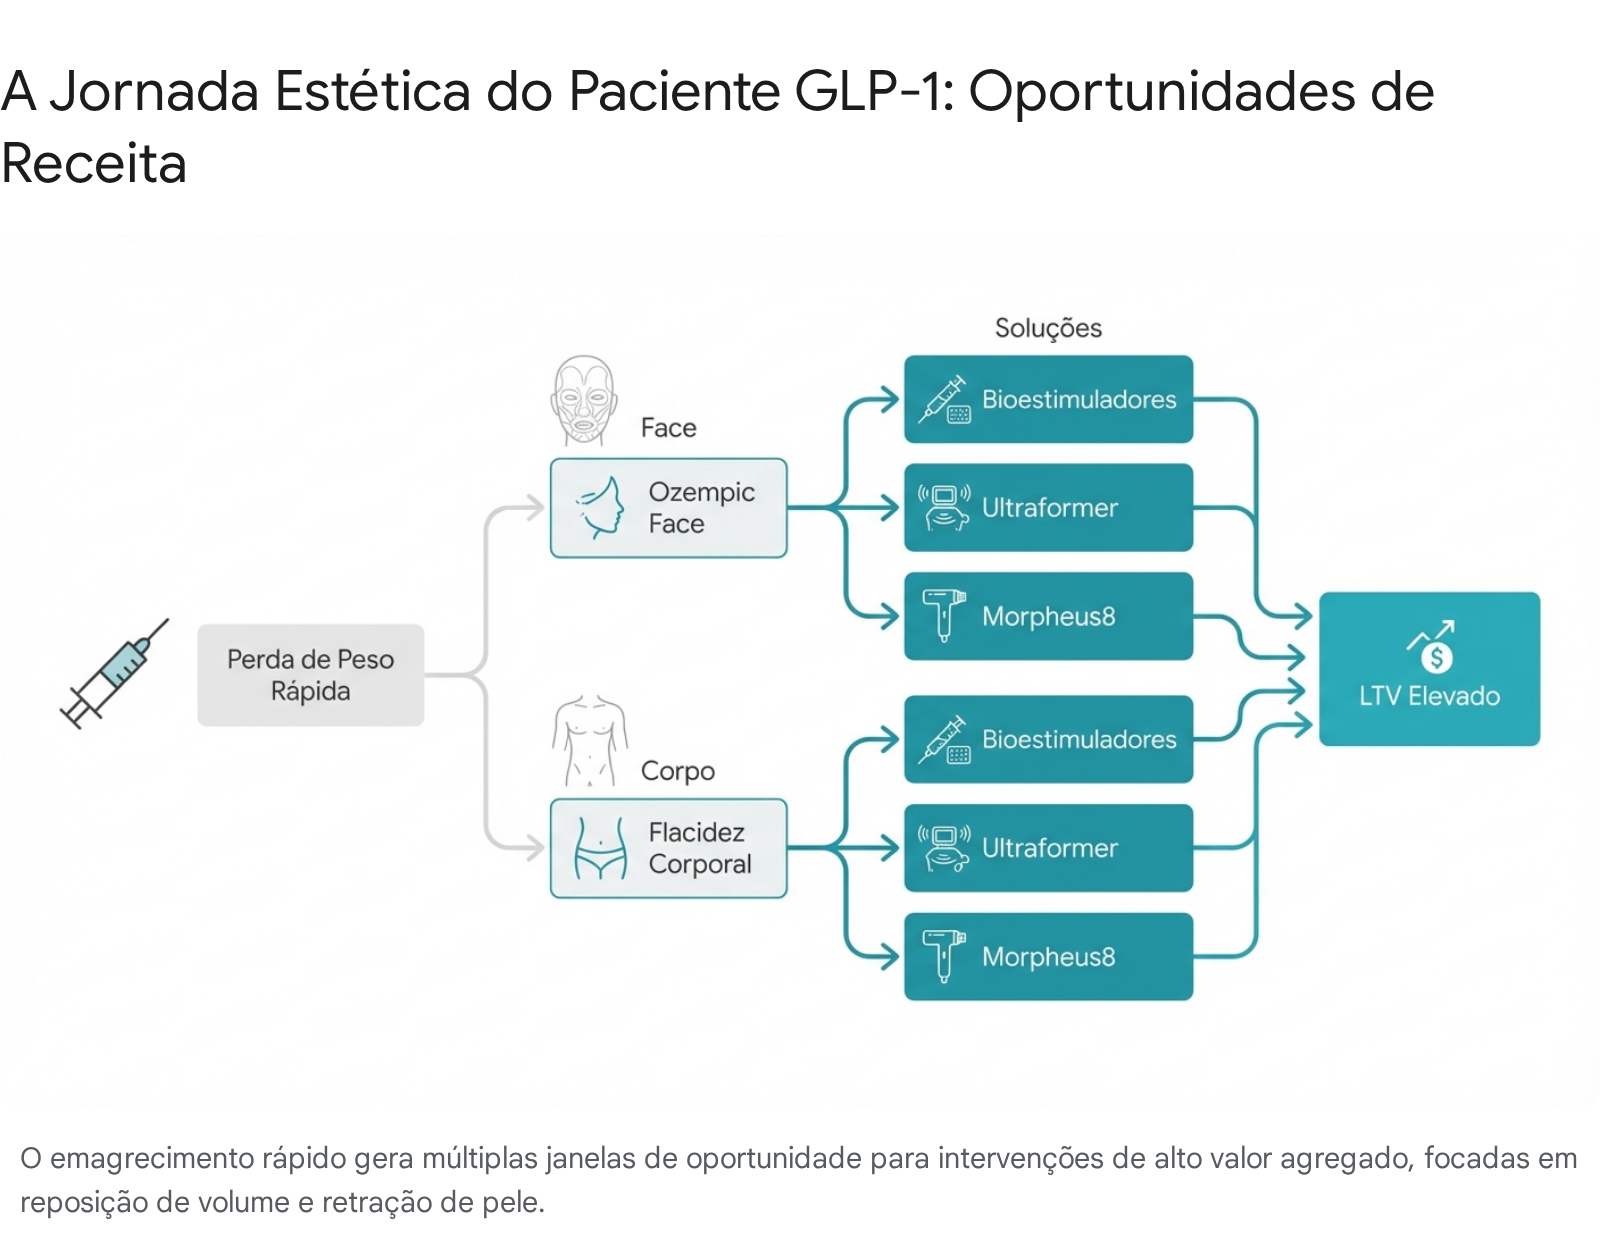 A Jornada Estética do Paciente GLP-1: Oportunidades de
Receita
Soluções
Face
Ozempic
Face
Bioestimuladores
Ultraformer
Morpheus8
Perda de Peso
Rápida
$
LTV Elevado
Corpo
Flacidez
Corporal
Bioestimuladores
Ultraformer
Morpheus8
O emagrecimento rápido gera múltiplas janelas de oportunidade para intervenções de alto valor agregado, focadas em
reposição de volume e retração de pele.